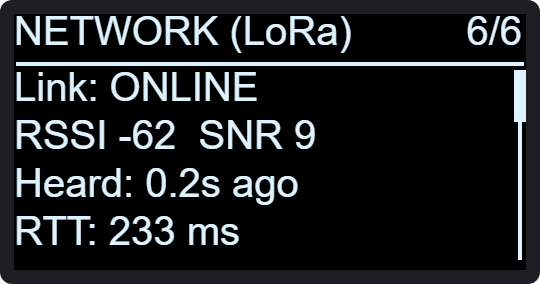 NETWORK (LoRa) 6/6
Link: ONLINE
RSSI -62  SNR 9
Heard: 0.2s ago
RTT: 233 ms